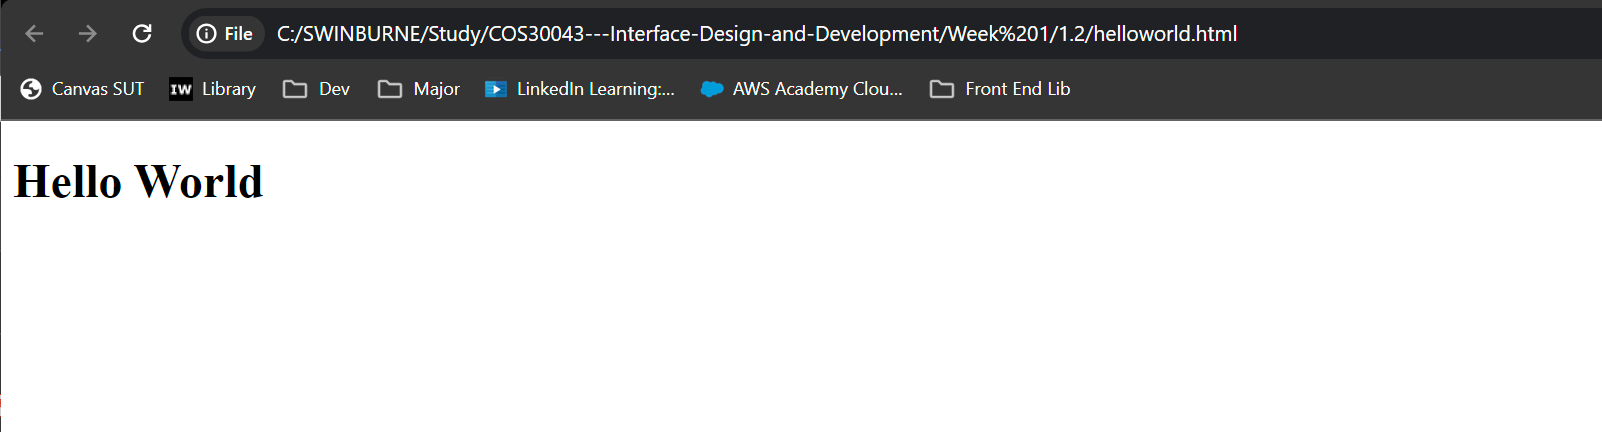 File C:/SWINBURNE/Study/COS30043---Interface-Design-and-Development/Week%201/1.2/helloworld.html
Canvas SUT IW Library Dev Major LinkedIn Learning:... AWS Academy Clou... Front End Lib
Hello World